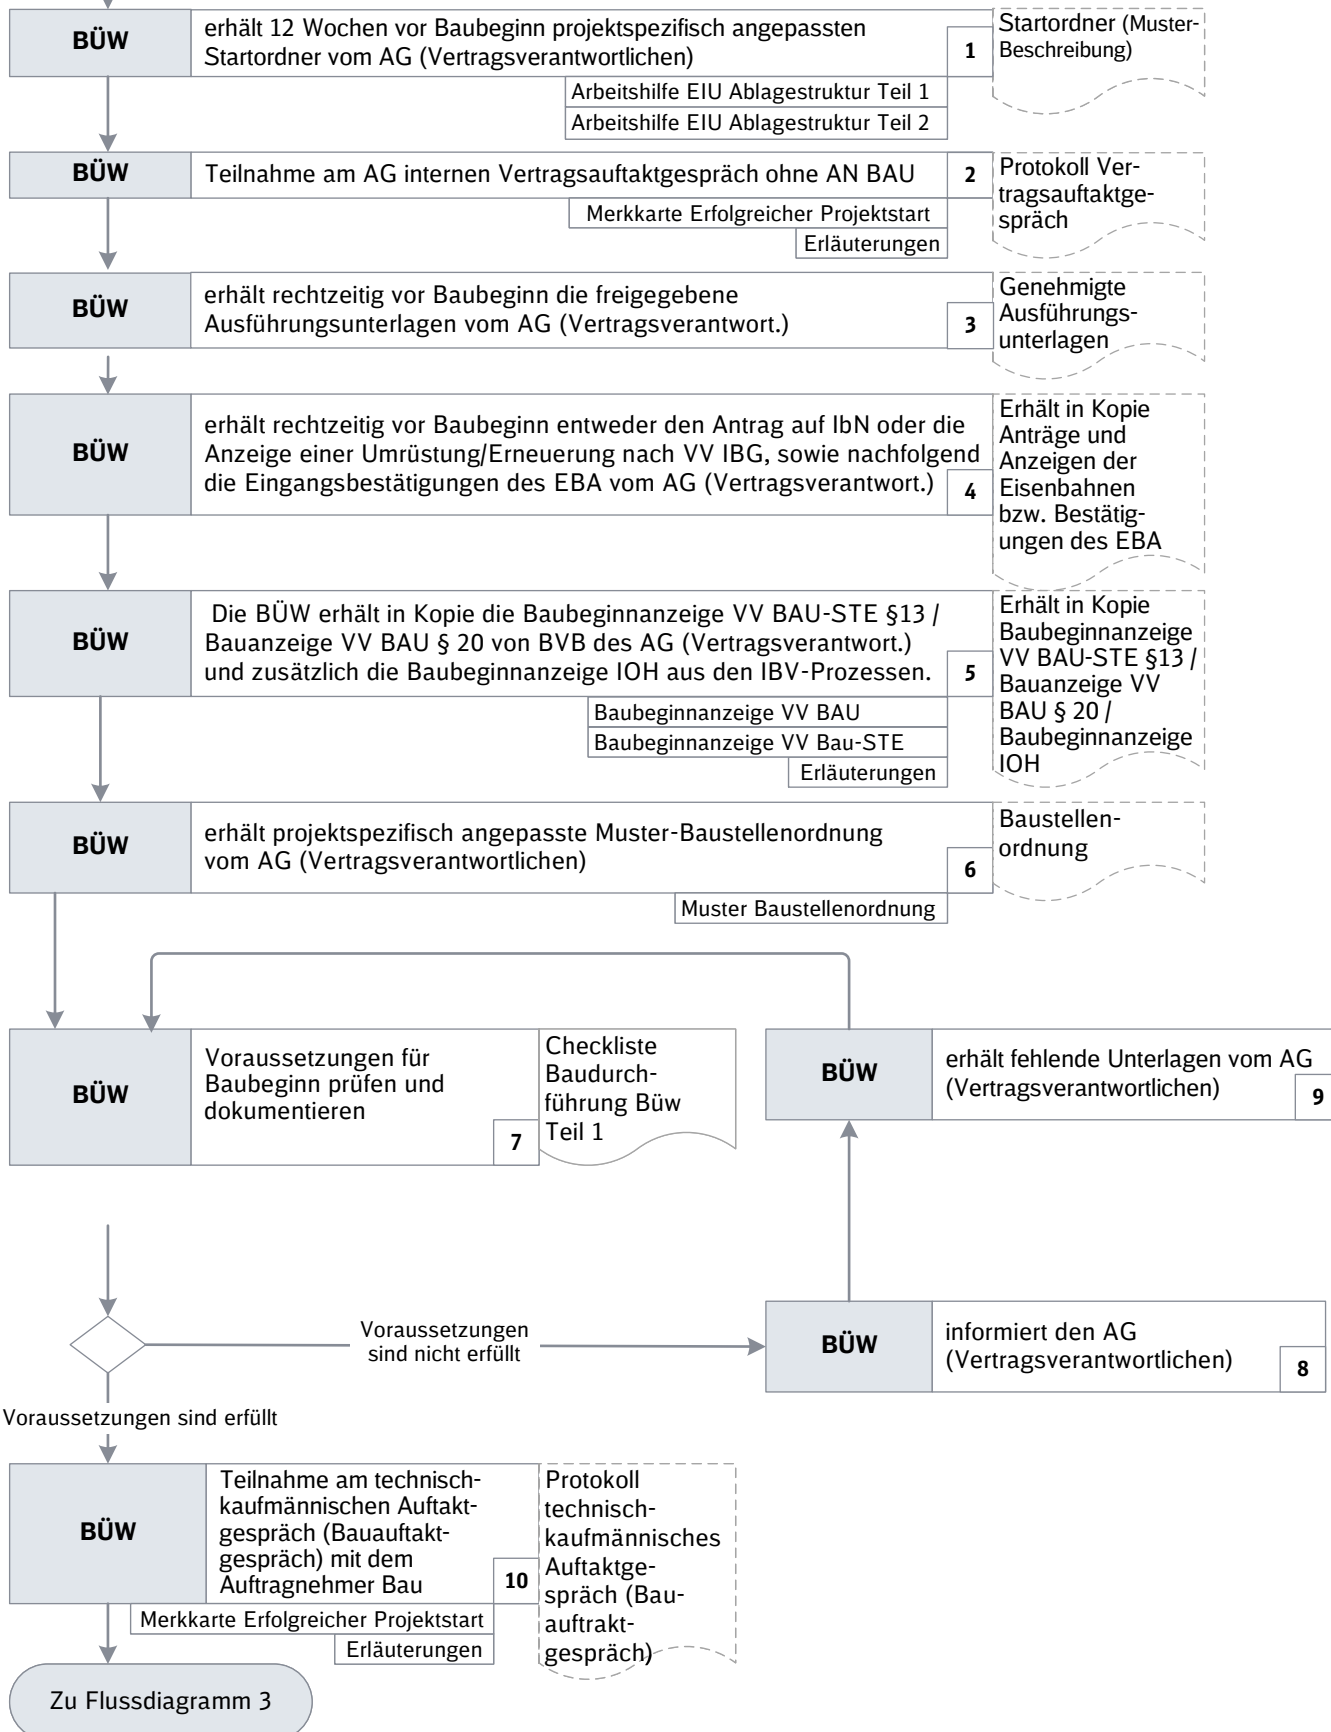 BÜW
erhält 12 Wochen vor Baubeginn projektspezifisch angepassten
Startordner vom AG (Vertragsverantwortlichen)
1
Startordner (Muster-
Beschreibung)
Arbeitshilfe EIU Ablagestruktur Teil 1
Arbeitshilfe EIU Ablagestruktur Teil 2
BÜW
Teilnahme am AG internen Vertragsauftaktgespräch ohne AN BAU
2
Protokoll Ver-
tragsauftaktge-
spräch
Merkkarte Erfolgreicher Projektstart
Erläuterungen
BÜW
erhält rechtzeitig vor Baubeginn die freigegebene
Ausführungsunterlagen vom AG (Vertragsverantwort.)
3
Genehmigte
Ausführungs-
unterlagen
BÜW
erhält rechtzeitig vor Baubeginn entweder den Antrag auf IbN oder die
Anzeige einer Umrüstung/Erneuerung nach VV IBG, sowie nachfolgend
die Eingangsbestätigungen des EBA vom AG (Vertragsverantwort.)
4
Erhält in Kopie
Anträge und
Anzeigen der
Eisenbahnen
bzw. Bestätig-
ungen des EBA
BÜW
Die BÜW erhält in Kopie die Baubeginnanzeige VV BAU-STE §13 /
Bauanzeige VV BAU § 20 von BVB des AG (Vertragsverantwort.)
und zusätzlich die Baubeginnanzeige IOH aus den IBV-Prozessen.
5
Erhält in Kopie
Baubeginnanzeige
VV BAU-STE §13 /
Bauanzeige VV
BAU § 20 /
Baubeginnanzeige
IOH
Baubeginnanzeige VV BAU
Baubeginnanzeige VV Bau-STE
Erläuterungen
BÜW
erhält projektspezifisch angepasste Muster-Baustellenordnung
vom AG (Vertragsverantwortlichen)
6
Baustellen-
ordnung
Muster Baustellenordnung
BÜW
Voraussetzungen für
Baubeginn prüfen und
dokumentieren
7
Checkliste
Baudurch-
führung Büw
Teil 1
BÜW
erhält fehlende Unterlagen vom AG
(Vertragsverantwortlichen)
9
Voraussetzungen
sind nicht erfüllt
BÜW
informiert den AG
(Vertragsverantwortlichen)
8
Voraussetzungen sind erfüllt
BÜW
Teilnahme am technisch-
kaufmännischen Auftakt-
gespräch (Bauauftakt-
gespräch) mit dem
Auftragnehmer Bau
10
Protokoll
technisch-
kaufmännisches
Auftaktge-
spräch (Bau-
auftrakt-
gespräch)
Merkkarte Erfolgreicher Projektstart
Erläuterungen
Zu Flussdiagramm 3